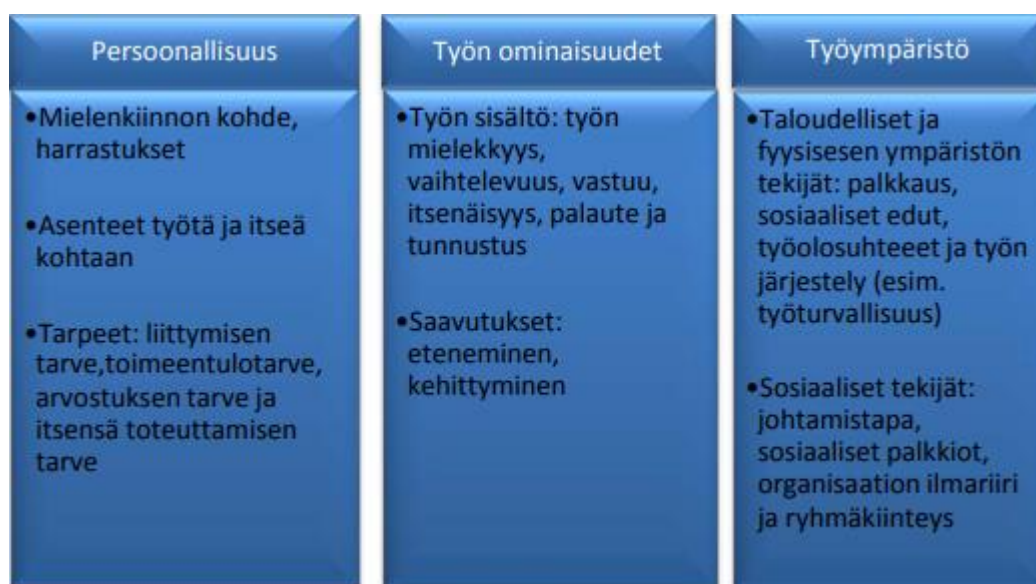 Persoonallisuus
•Mielenkiinnon kohde,
harrastukset
•Asenteet työtä ja itseä
kohtaan
•Tarpeet: liittymisen
tarve,toimeentulotarve,
arvostuksen tarve ja
itsensä toteuttamisen
tarve
Työn ominaisuudet
•Työn sisältö: työn
mielekkyys,
vaihtelevuus, vastuu,
itsenäisyys, palaute ja
tunnustus
•Saavutukset:
eteneminen,
kehittyminen
Työympäristö
•Taloudelliset ja
fyysisesen ympäristön
tekijät: palkkaus,
sosiaaliset edut,
työolosuhteeet ja työn
järjestely (esim.
työturvallisuus)
•Sosiaaliset tekijät:
johtamistapa,
sosiaaliset palkkiot,
organisaation ilmariiri
ja ryhmäkiinteys